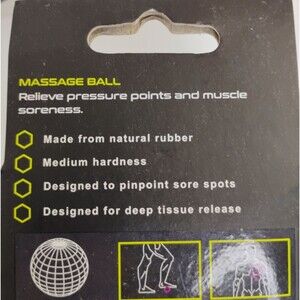 MASSAGE BALL
Relieve pressure points and muscle
soreness.
Made from natural rubber
Medium hardness
Designed to pinpoint sore spots
Designed for deep tissue release